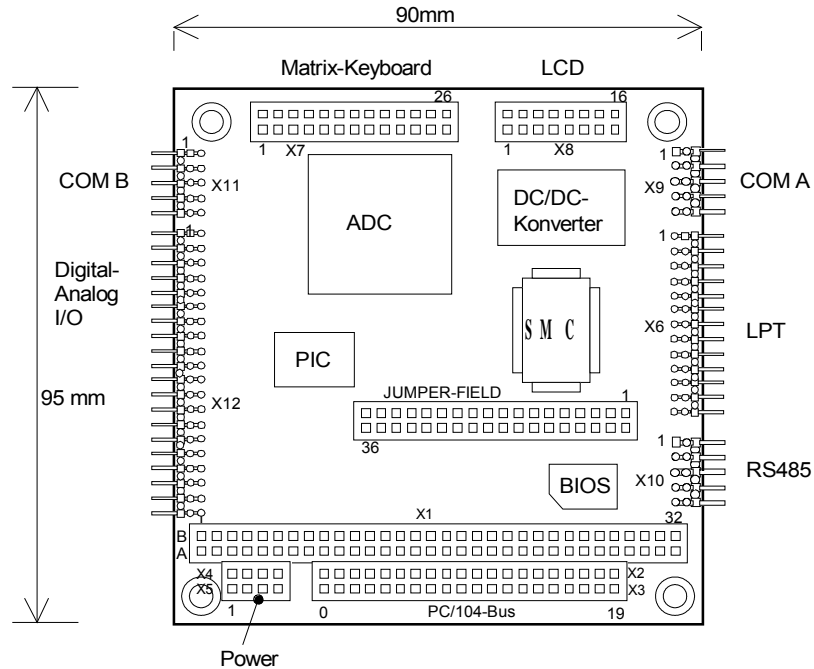 90mm
Matrix-Keyboard
LCD
26
16
1
X7
1
X8
1
1
COM B
X11
X9
COM A
ADC
DC/DC-
Konverter
1
1
Digital-
Analog
I/O
S M C
X6
LPT
PIC
95 mm
X12
JUMPER-FIELD
1
36
1
BIOS
X10
RS485
1
X1
32
B
A
X4
X2
X5
X3
1
0
PC/104-Bus
19
Power